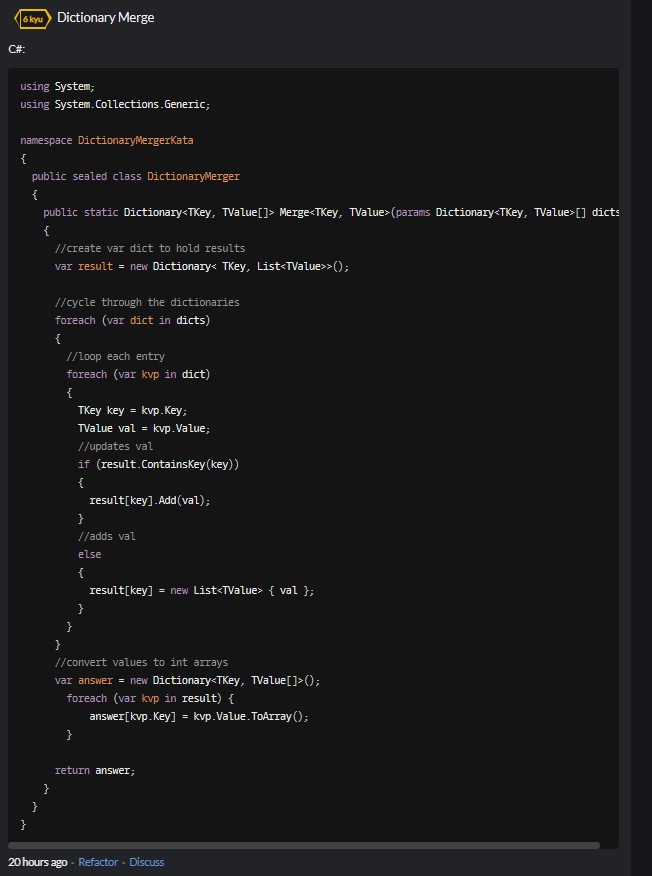 6 kyu Dictionary Merge
C#:
using System;
using System.Collections.Generic;
namespace DictionaryMergerKata
{
public sealed class DictionaryMerger
{
public static Dictionary<TKey, TValue[]> Merge<TKey, TValue>(params Dictionary<TKey, TValue>[] dicts
{
//create var dict to hold results
var result = new Dictionary< TKey, List<TValue>>();
//cycle through the dictionaries
foreach (var dict in dicts)
{
//loop each entry
foreach (var kvp in dict)
{
TKey key = kvp.Key;
TValue val = kvp.Value;
//updates val
if (result.ContainsKey(key))
{
result[key].Add(val);
}
//adds val
else
{
result[key] = new List<TValue> { val };
}
}
}
//convert values to int arrays
var answer = new Dictionary<TKey, TValue[]>();
foreach (var kvp in result) {
answer[kvp.Key] = kvp.Value.ToArray();
}
return answer;
}
}
}
20 hours ago - Refactor - Discuss